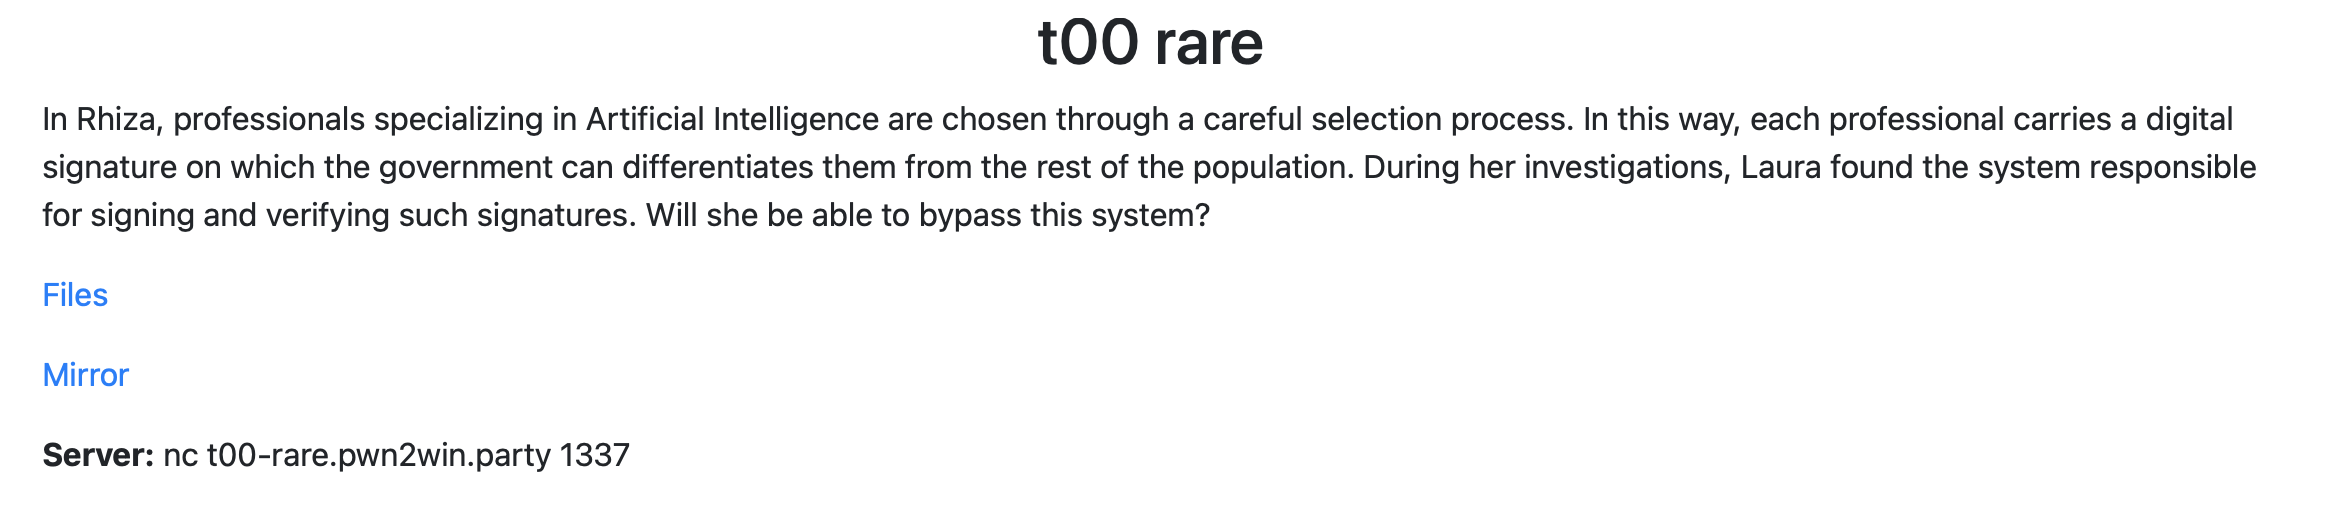 t00 rare
In Rhiza, professionals specializing in Artificial Intelligence are chosen through a careful selection process. In this way, each professional carries a digital
signature on which the government can differentiates them from the rest of the population. During her investigations, Laura found the system responsible
for signing and verifying such signatures. Will she be able to bypass this system?
Files
Mirror
Server: nc t00-rare.pwn2win.party 1337